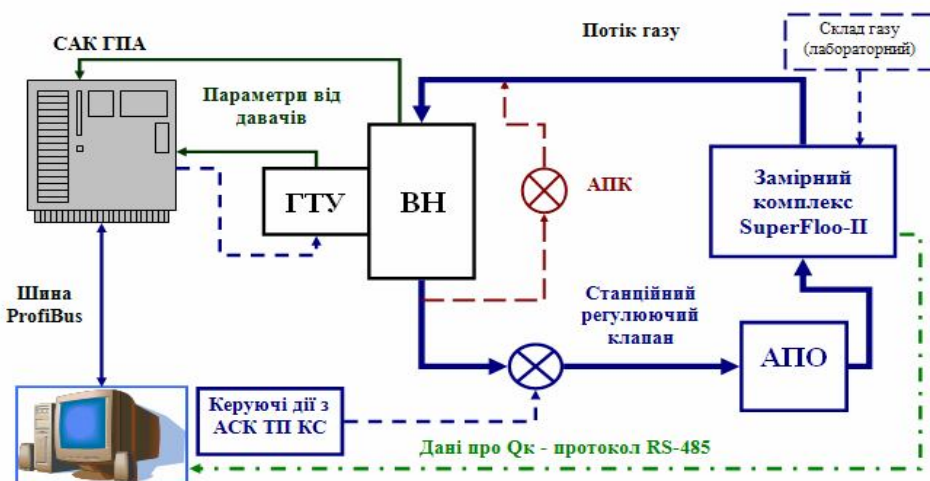 САК ГПА
Потік газу
Склад газу
(лабораторний)
Параметри від
давачів
ГТУ
ВН
АПК
Замірний
комплекс
SuperFloo-II
Шина
ProfiBus
Станційний
регулюючий
клапан
АПО
Керуючі дії з
АСК ТП КС
Дані про Qк - протокол RS-485